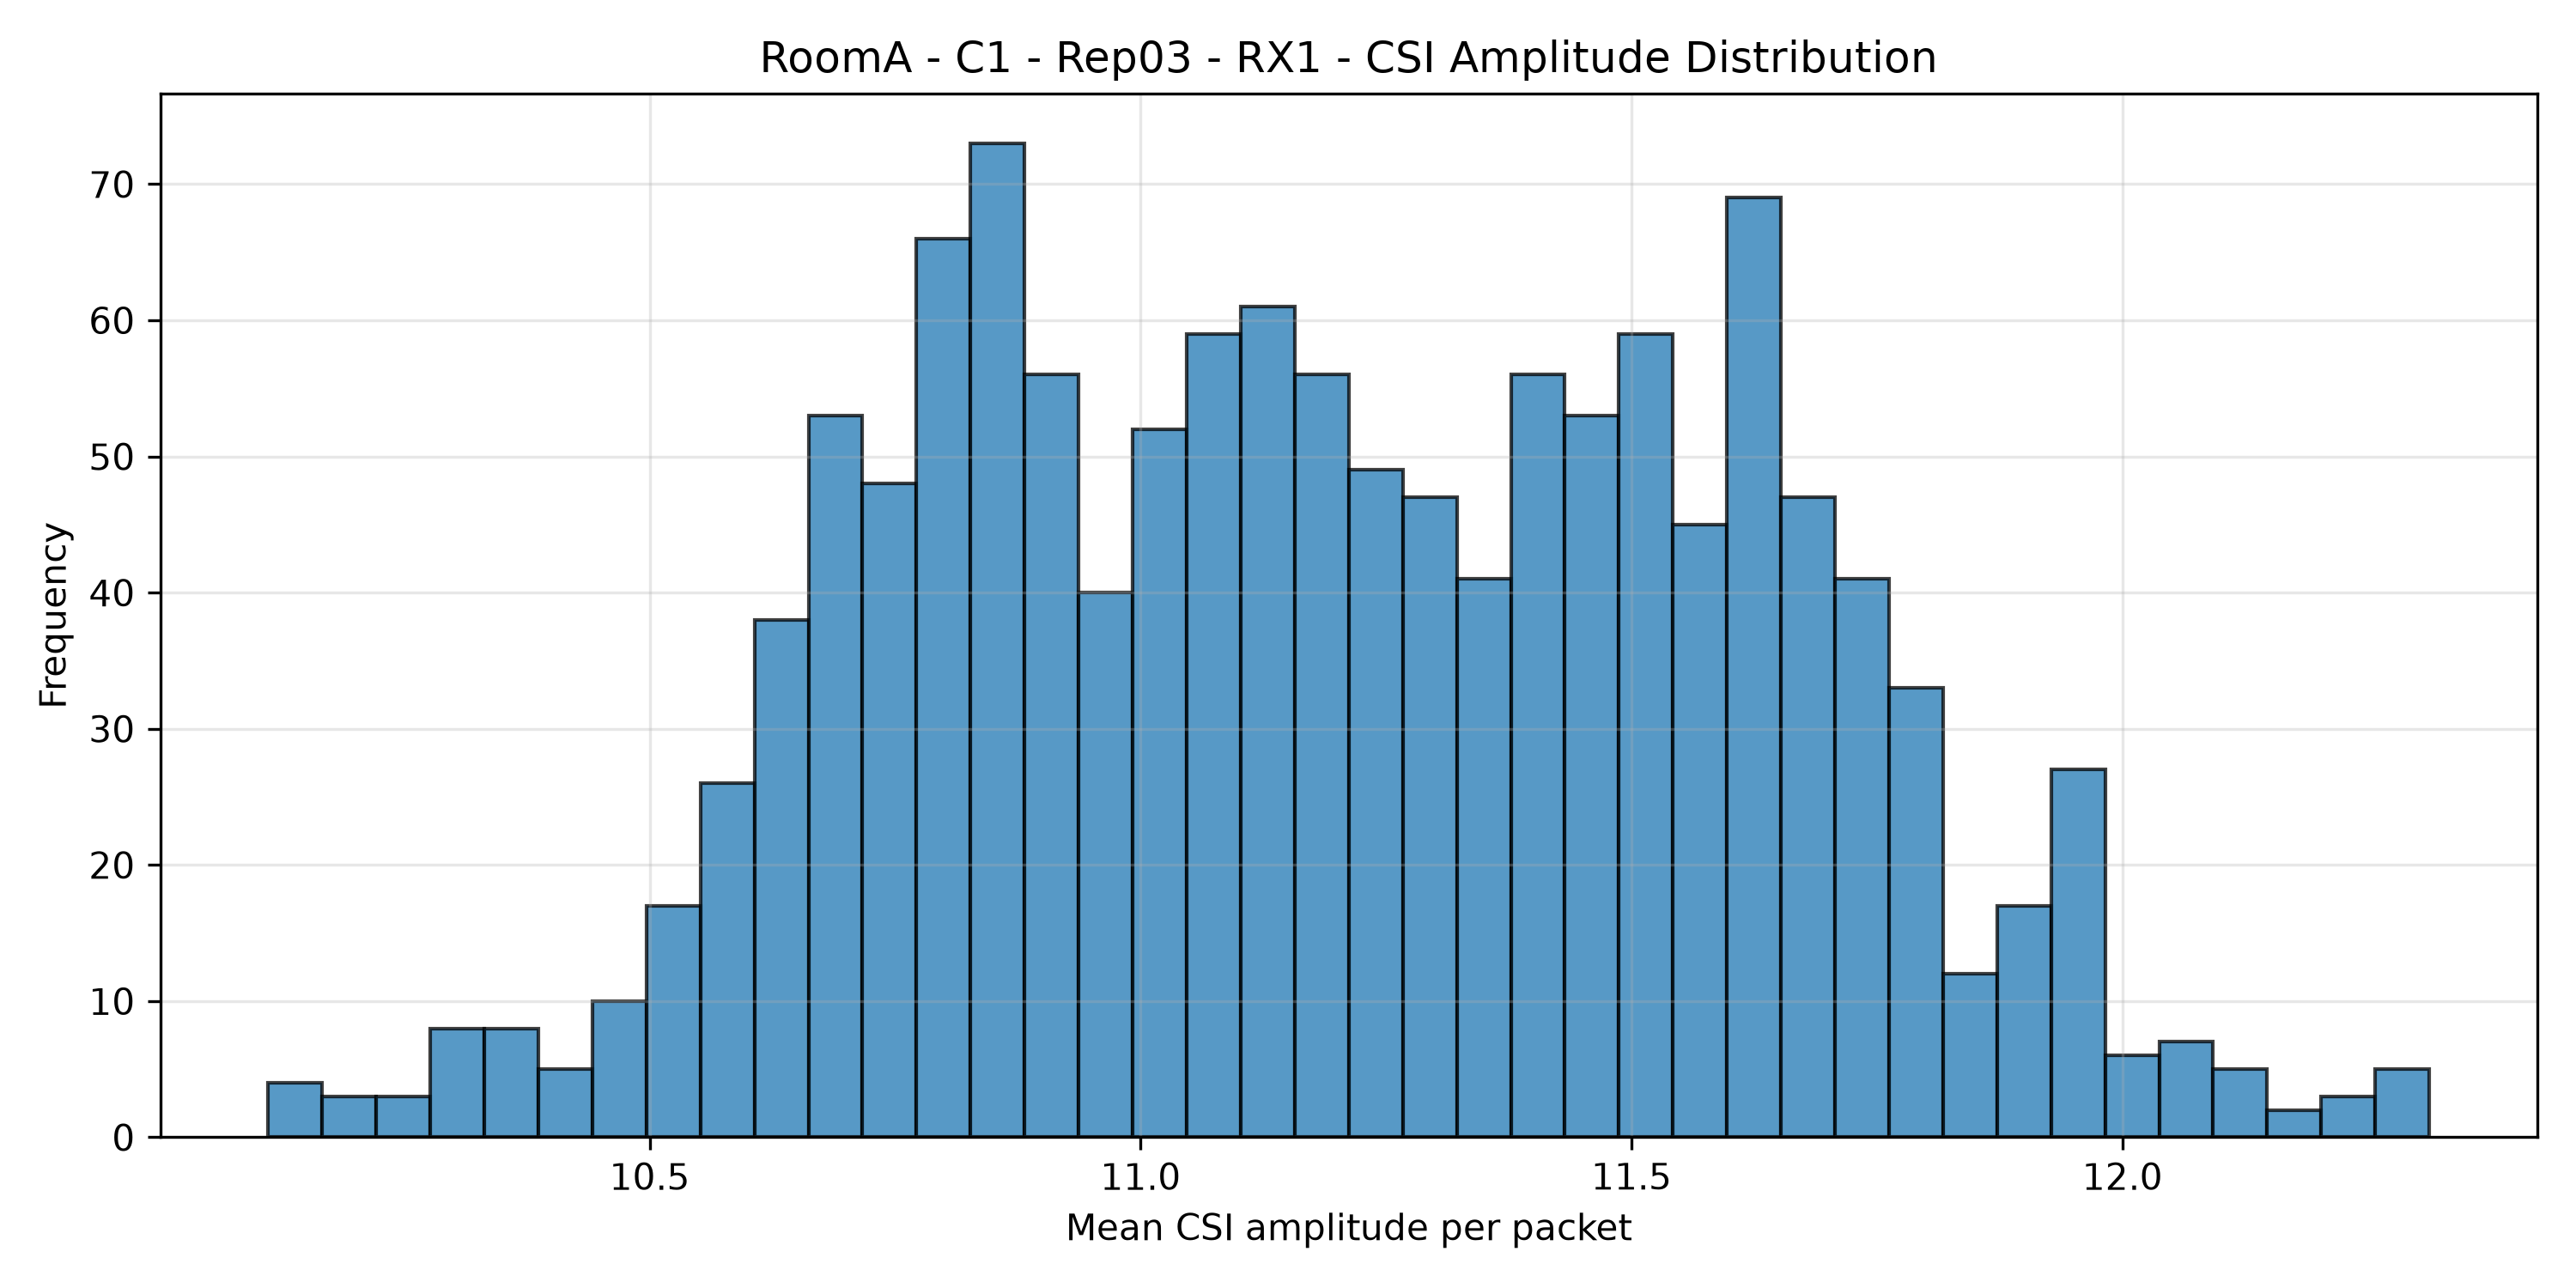 RoomA - C1 - Rep03 - RX1 - CSI Amplitude Distribution
Frequency
70
60
50
40
30
20
10
0
10.5 11.0 11.5 12.0
Mean CSI amplitude per packet